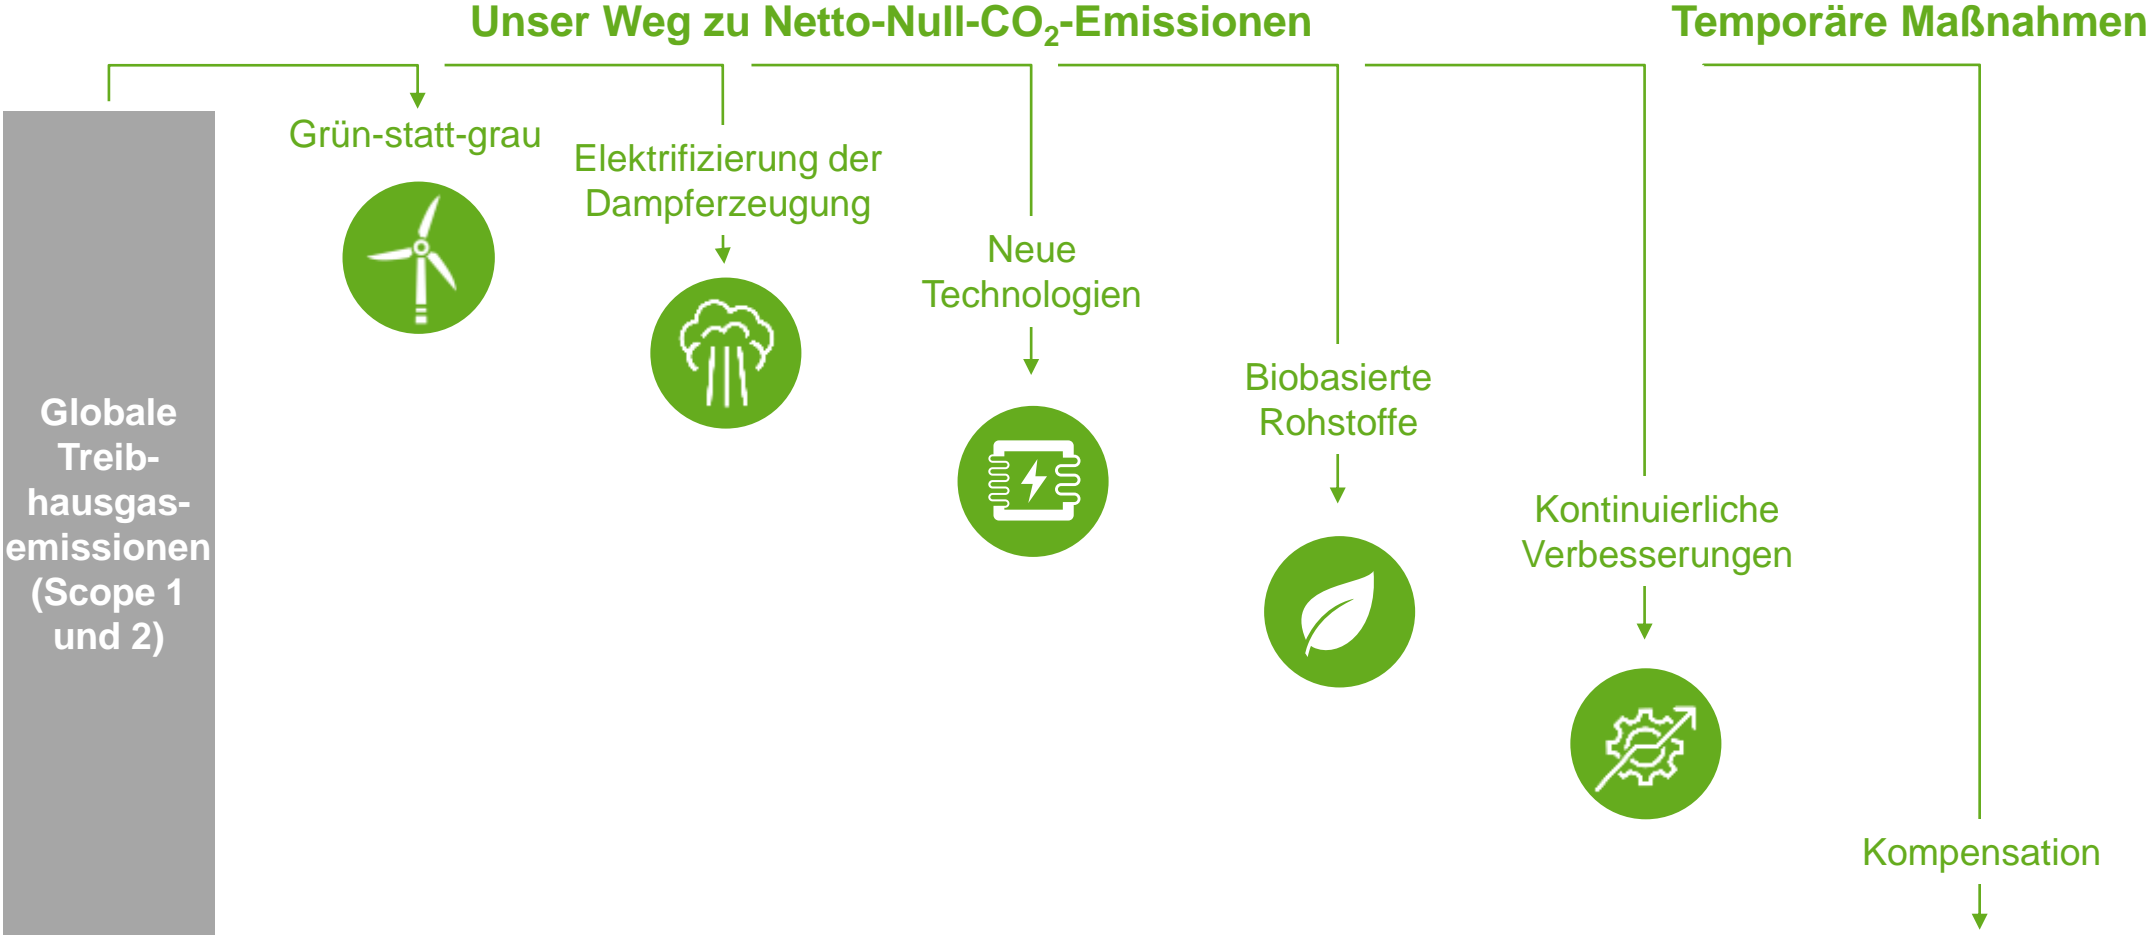 Unser Weg zu Netto-Null-CO₂-Emissionen
Temporäre Maßnahmen
Globale
Treib-
hausgas-
emissionen
(Scope 1
und 2)
Grün-statt-grau
Elektrifizierung der
Dampferzeugung
Neue
Technologien
Biobasierte
Rohstoffe
Kontinuierliche
Verbesserungen
Kompensation